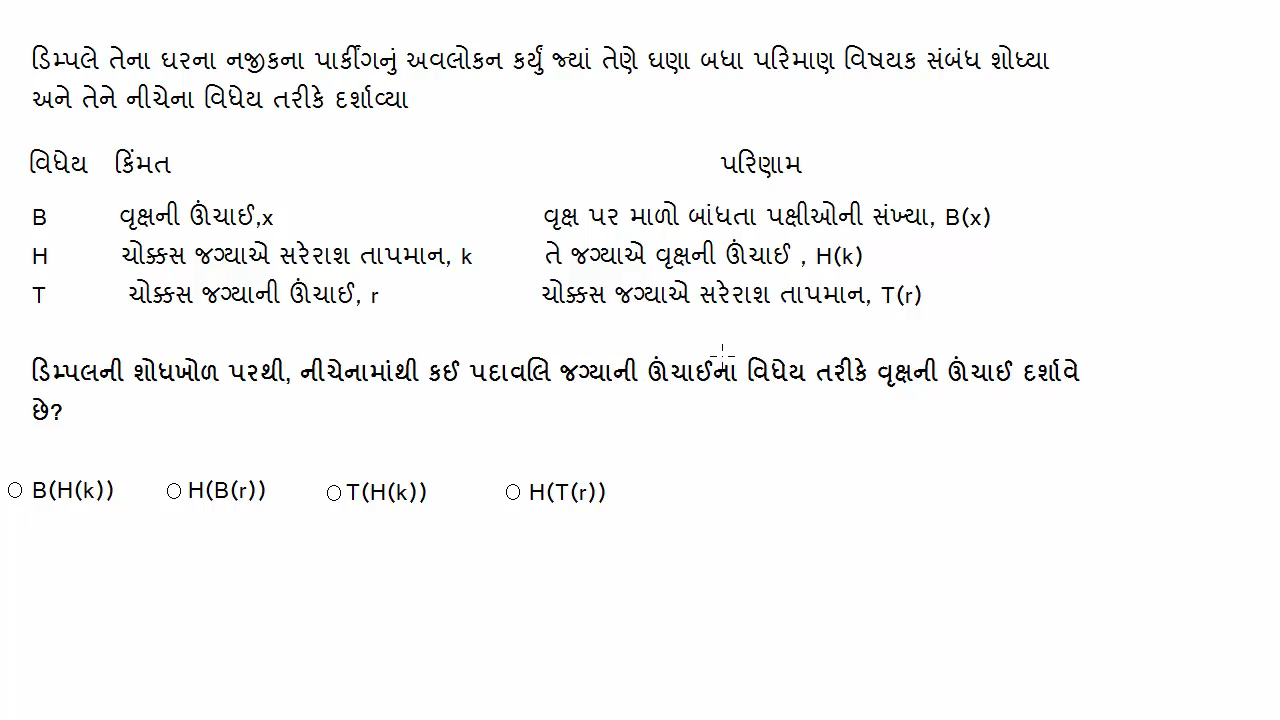 ડિમ્પલે તેના ઘરના નજીકના પાર્કીંગનું અવલોકન કર્યું જ્યાં તેણે ઘણા બધા પરિમાણ વિષયક સંબંધ શોધ્યા
અને તેને નીચેના વિધેય તરીકે દર્શાવ્યા
વિધેય કિંમત પરિણામ
B વૃક્ષની ઊંચાઈ,x વૃક્ષ પર માળો બાંધતા પક્ષીઓની સંખ્યા, B(x)
H ચોક્કસ જગ્યાએ સરેરાશ તાપમાન, k તે જગ્યાએ વૃક્ષની ઊંચાઈ , H(k)
T ચોક્કસ જગ્યાની ઊંચાઈ, r ચોક્કસ જગ્યાએ સરેરાશ તાપમાન, T(r)
ડિમ્પલની શોધખોળ પરથી, નીચેનામાંથી કઈ પદાવલિ જગ્યાની ઊંચાઈના વિધેય તરીકે વૃક્ષની ઊંચાઈ દર્શાવે
છે?
B(H(k)) H(B(r)) T(H(k)) H(T(r))